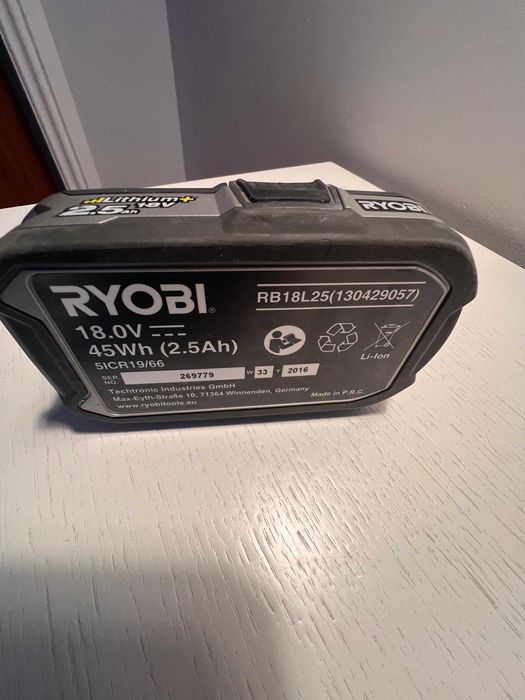 Lithium+
2.5Ah 18V
RYOBI
RYOBI®
RB18L25(130429057)
18.0V
45Wh (2.5Ah)
5ICR19/66
Li-Ion
SER. NO. 269779 W 33 Y 2016
Techtronic Industries GmbH
Max-Eyth-Straße 10, 71364 Winnenden, Germany
Made in P.R.C.
www.ryobitools.eu